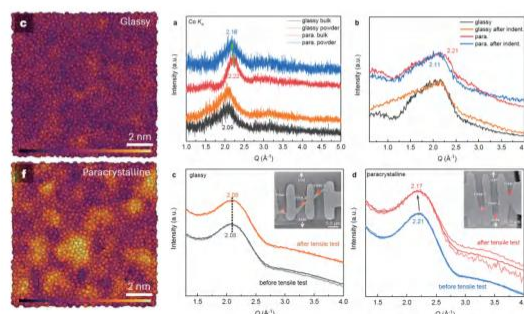 c Glassy
2 nm
f Paracrystalline
2 nm
a
Co Kα
glassy bulk
glassy powder
para. bulk
para. powder
2.18
2.22
2.09
Intensity (a.u.)
1.0 1.5 2.0 2.5 3.0 3.5 4.0 4.5 5.0
Q (Å⁻¹)
b
glassy
glassy after indent.
para.
para. after indent.
2.21
2.11
Intensity (a.u.)
1.5 2.0 2.5 3.0 3.5 4.0
Q (Å⁻¹)
c glassy
2.08
after tensile test
2.08
before tensile test
Intensity (a.u.)
1.5 2.0 2.5 3.0 3.5 4.0
Q (Å⁻¹)
d paracrystalline
2.17
after tensile test
2.21
before tensile test
Intensity (a.u.)
1.5 2.0 2.5 3.0 3.5 4.0
Q (Å⁻¹)